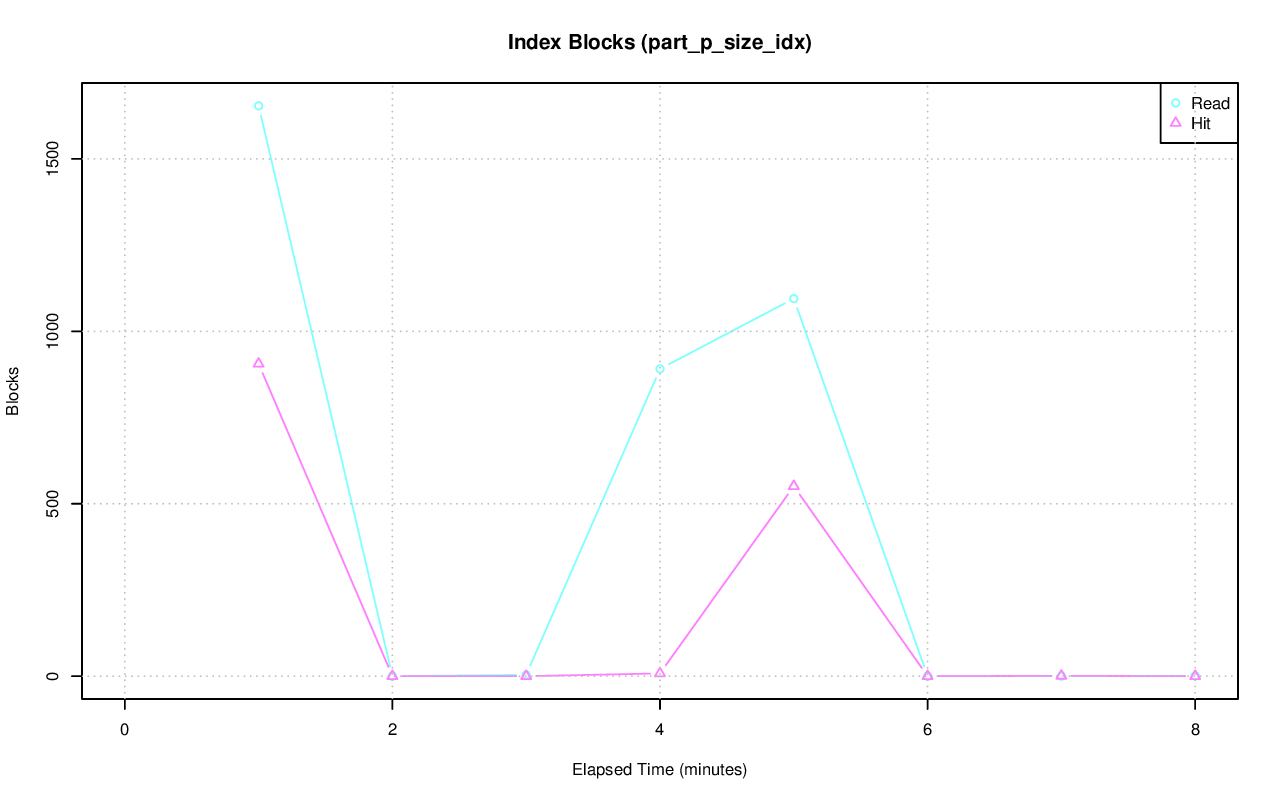 Index Blocks (part_p_size_idx)
Read
Hit
1500
1000
500
0
Blocks
0 2 4 6 8
Elapsed Time (minutes)